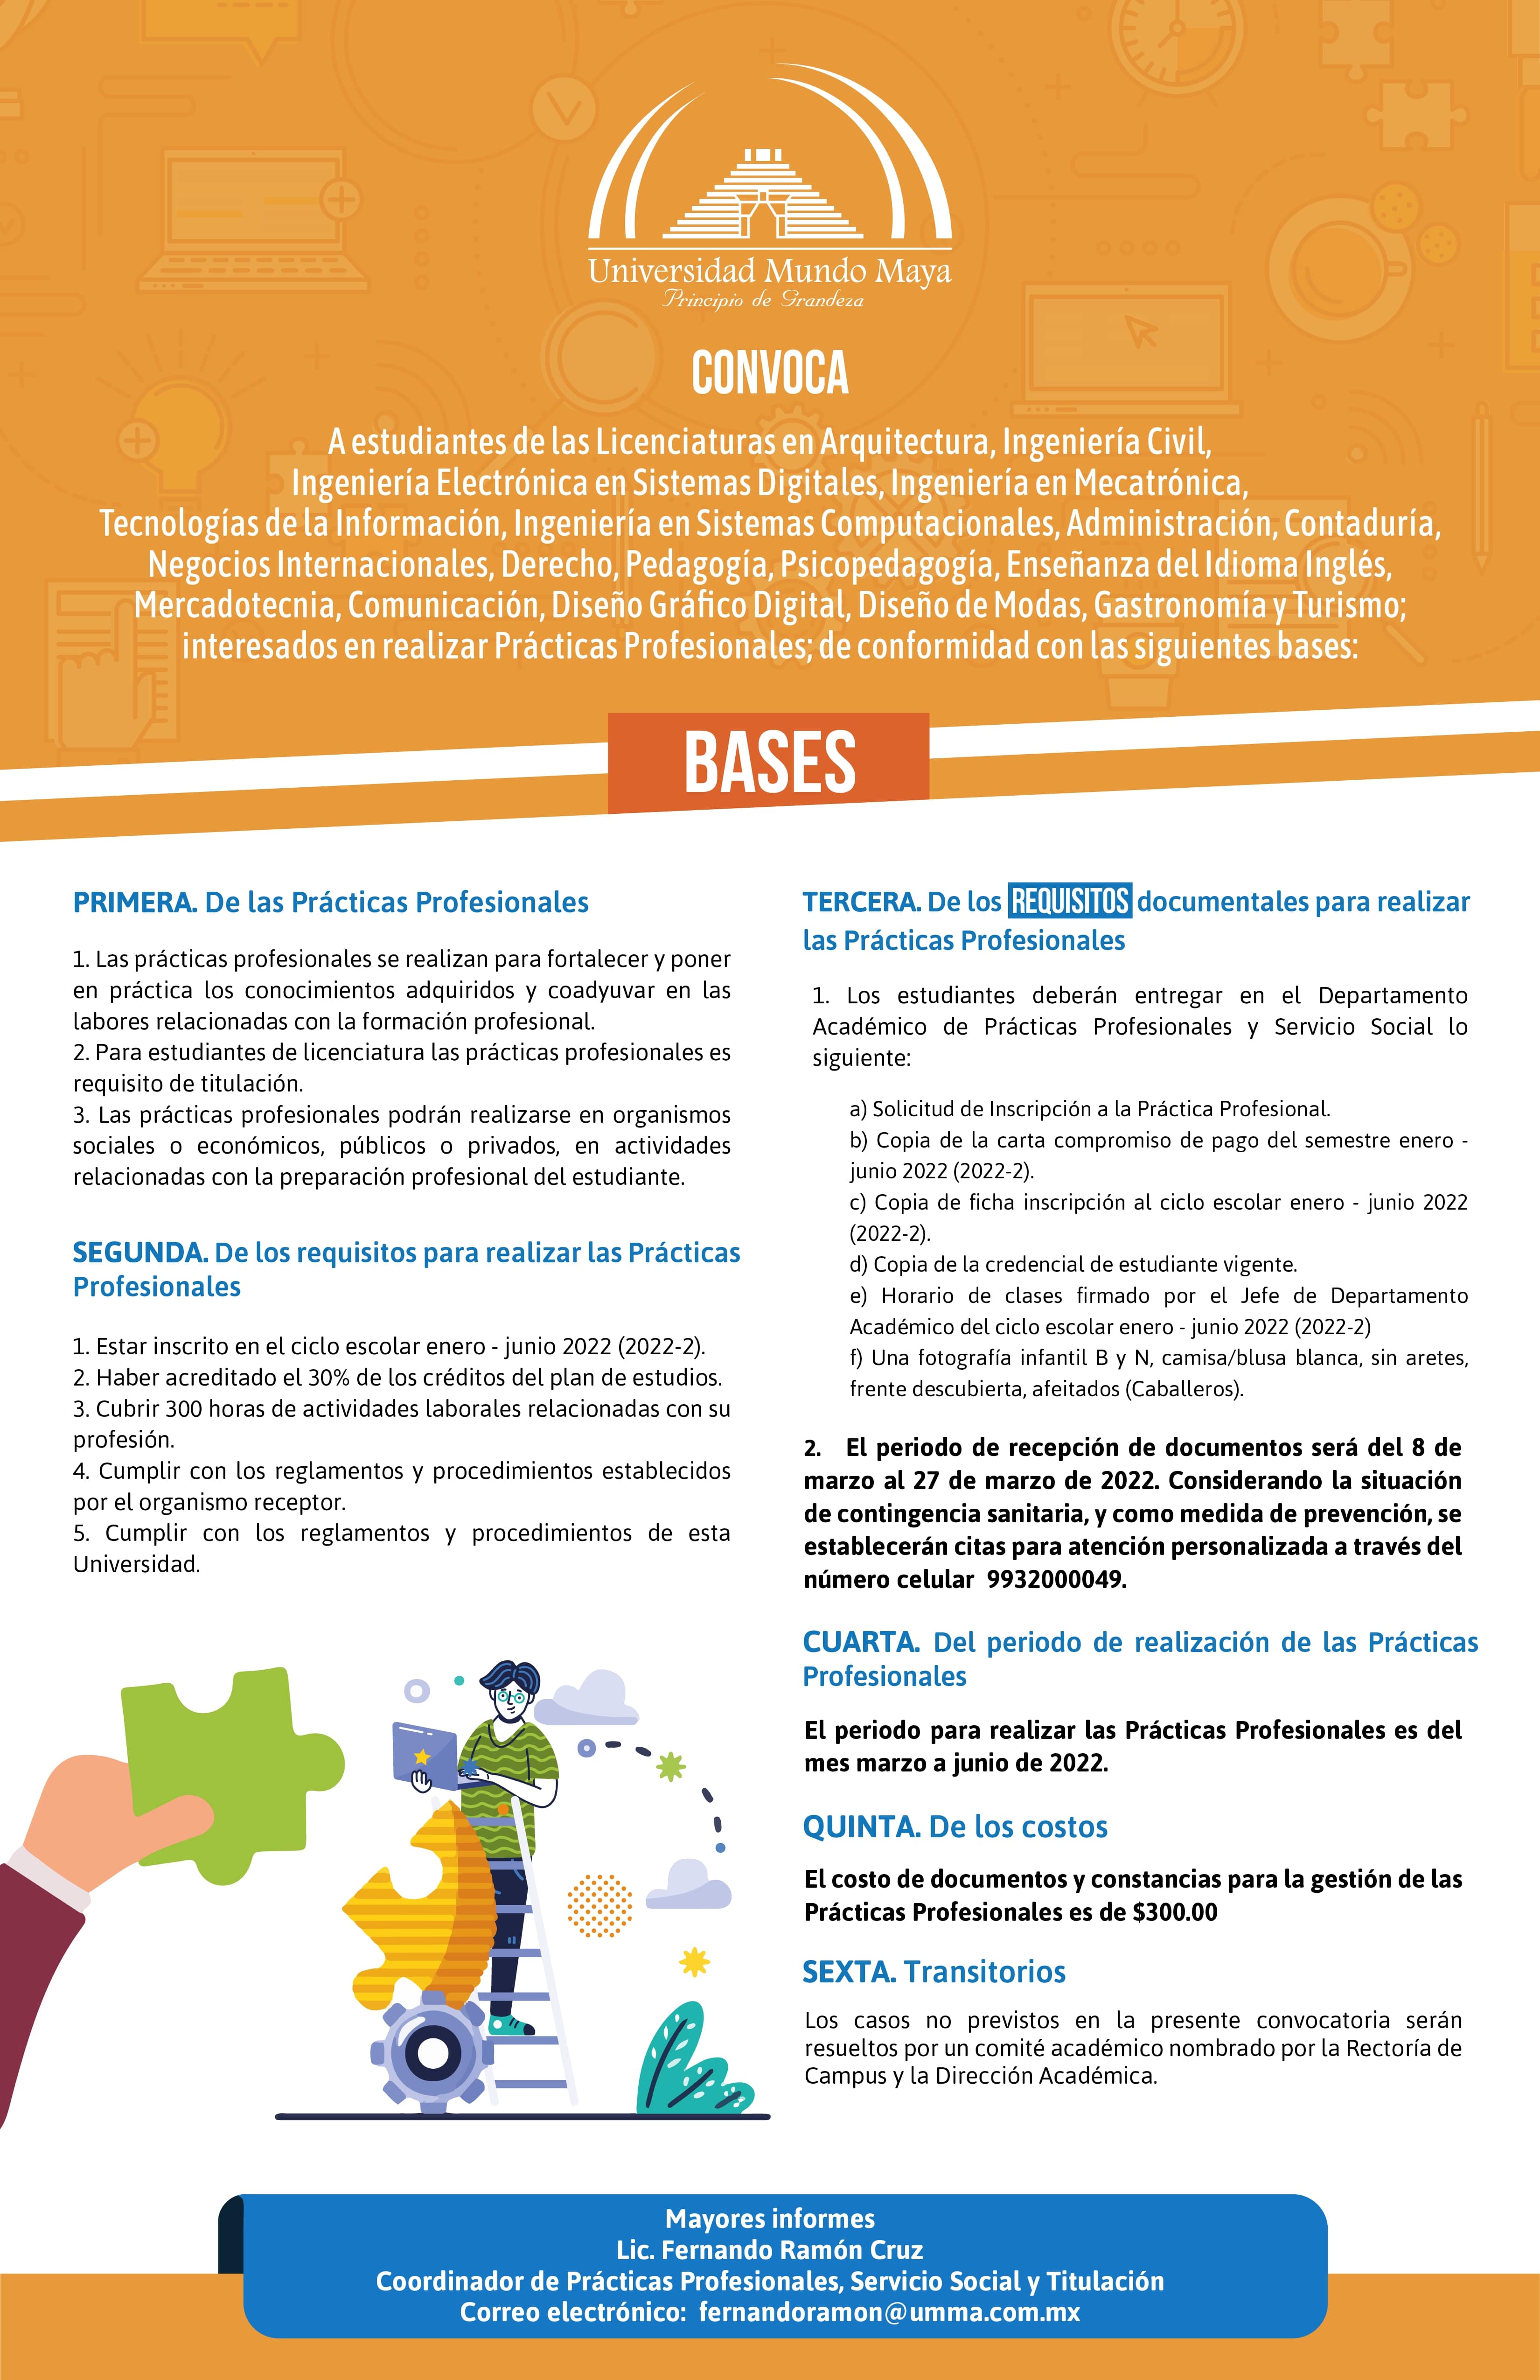 Universidad Mundo Maya
Principio de Grandeza
CONVOCA
A estudiantes de las Licenciaturas en Arquitectura, Ingeniería Civil,
Ingeniería Electrónica en Sistemas Digitales, Ingeniería en Mecatrónica,
Tecnologías de la Información, Ingeniería en Sistemas Computacionales, Administración, Contaduría,
Negocios Internacionales, Derecho, Pedagogía, Psicopedagogía, Enseñanza del Idioma Inglés,
Mercadotecnia, Comunicación, Diseño Gráfico Digital, Diseño de Modas, Gastronomía y Turismo;
interesados en realizar Prácticas Profesionales; de conformidad con las siguientes bases:
BASES
PRIMERA. De las Prácticas Profesionales
1. Las prácticas profesionales se realizan para fortalecer y poner
en práctica los conocimientos adquiridos y coadyuvar en las
labores relacionadas con la formación profesional.
2. Para estudiantes de licenciatura las prácticas profesionales es
requisito de titulación.
3. Las prácticas profesionales podrán realizarse en organismos
sociales o económicos, públicos o privados, en actividades
relacionadas con la preparación profesional del estudiante.
SEGUNDA. De los requisitos para realizar las Prácticas
Profesionales
1. Estar inscrito en el ciclo escolar enero - junio 2022 (2022-2).
2. Haber acreditado el 30% de los créditos del plan de estudios.
3. Cubrir 300 horas de actividades laborales relacionadas con su
profesión.
4. Cumplir con los reglamentos y procedimientos establecidos
por el organismo receptor.
5. Cumplir con los reglamentos y procedimientos de esta
Universidad.
TERCERA. De los REQUISITOS documentales para realizar
las Prácticas Profesionales
1. Los estudiantes deberán entregar en el Departamento
Académico de Prácticas Profesionales y Servicio Social lo
siguiente:
a) Solicitud de Inscripción a la Práctica Profesional.
b) Copia de la carta compromiso de pago del semestre enero -
junio 2022 (2022-2).
c) Copia de ficha inscripción al ciclo escolar enero - junio 2022
(2022-2).
d) Copia de la credencial de estudiante vigente.
e) Horario de clases firmado por el Jefe de Departamento
Académico del ciclo escolar enero - junio 2022 (2022-2)
f) Una fotografía infantil B y N, camisa/blusa blanca, sin aretes,
frente descubierta, afeitados (Caballeros).
2. El periodo de recepción de documentos será del 8 de
marzo al 27 de marzo de 2022. Considerando la situación
de contingencia sanitaria, y como medida de prevención, se
establecerán citas para atención personalizada a través del
número celular 9932000049.
CUARTA. Del periodo de realización de las Prácticas
Profesionales
El periodo para realizar las Prácticas Profesionales es del
mes marzo a junio de 2022.
QUINTA. De los costos
El costo de documentos y constancias para la gestión de las
Prácticas Profesionales es de $300.00
SEXTA. Transitorios
Los casos no previstos en la presente convocatoria serán
resueltos por un comité académico nombrado por la Rectoría de
Campus y la Dirección Académica.
Mayores informes
Lic. Fernando Ramón Cruz
Coordinador de Prácticas Profesionales, Servicio Social y Titulación
Correo electrónico: fernandoramon@umma.com.mx